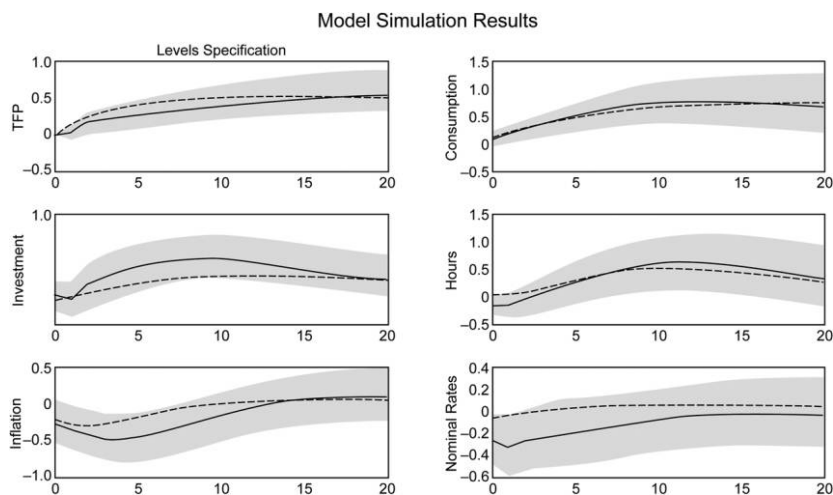 Model Simulation Results
Levels Specification
TFP
1.0
0.5
0
–0.5
0 5 10 15 20
Consumption
1.5
1.0
0.5
0
–0.5
0 5 10 15 20
Investment
1.0
0 5 10 15 20
Hours
1.5
1.0
0.5
0
–0.5
0 5 10 15 20
Inflation
0.5
0
–0.5
–1.0
0 5 10 15 20
Nominal Rates
0.4
0.2
0
–0.2
–0.4
–0.6
0 5 10 15 20